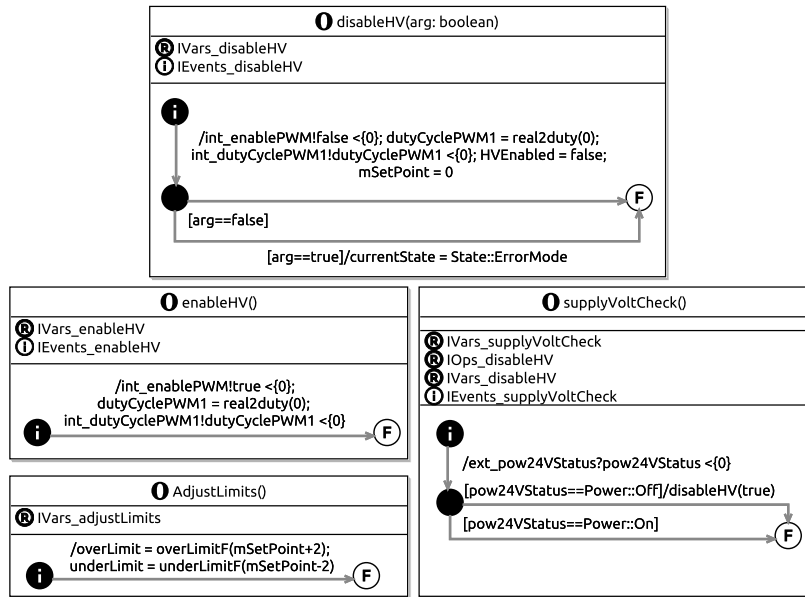 O disableHV(arg: boolean)
R IVars_disableHV
i IEvents_disableHV
i
/int_enablePWM!false <{0}; dutyCyclePWM1 = real2duty(0);
int_dutyCyclePWM1!dutyCyclePWM1 <{0}; HVEnabled = false;
mSetPoint = 0
F
[arg==false]
[arg==true]/currentState = State::ErrorMode
O enableHV()
R IVars_enableHV
i IEvents_enableHV
/int_enablePWM!true <{0};
dutyCyclePWM1 = real2duty(0);
int_dutyCyclePWM1!dutyCyclePWM1 <{0}
i
F
O AdjustLimits()
R IVars_adjustLimits
/overLimit = overLimitF(mSetPoint+2);
underLimit = underLimitF(mSetPoint-2)
i
F
O supplyVoltCheck()
R IVars_supplyVoltCheck
R IOps_disableHV
R IVars_disableHV
i IEvents_supplyVoltCheck
i
/ext_pow24VStatus?pow24VStatus <{0}
[pow24VStatus==Power::Off]/disableHV(true)
[pow24VStatus==Power::On]
F